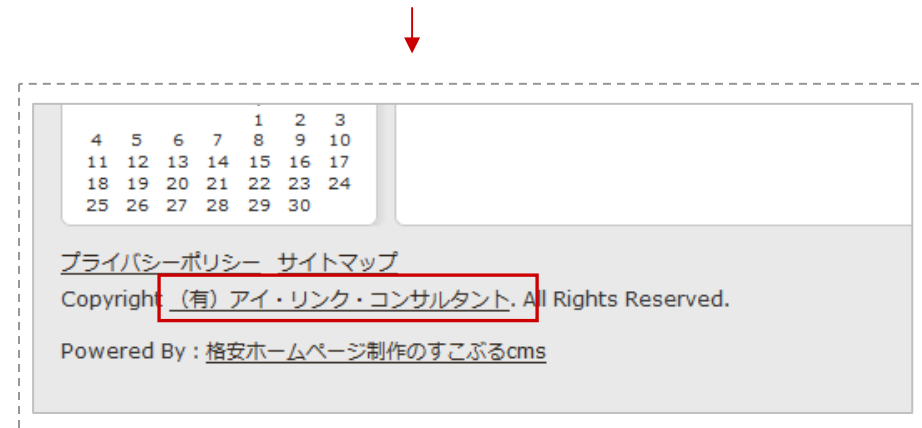 1 2 3
4 5 6 7 8 9 10
11 12 13 14 15 16 17
18 19 20 21 22 23 24
25 26 27 28 29 30
プライバシーポリシー サイトマップ
Copyright （有）アイ・リンク・コンサルタント. All Rights Reserved.
Powered By : 格安ホームページ制作のすこぶるcms